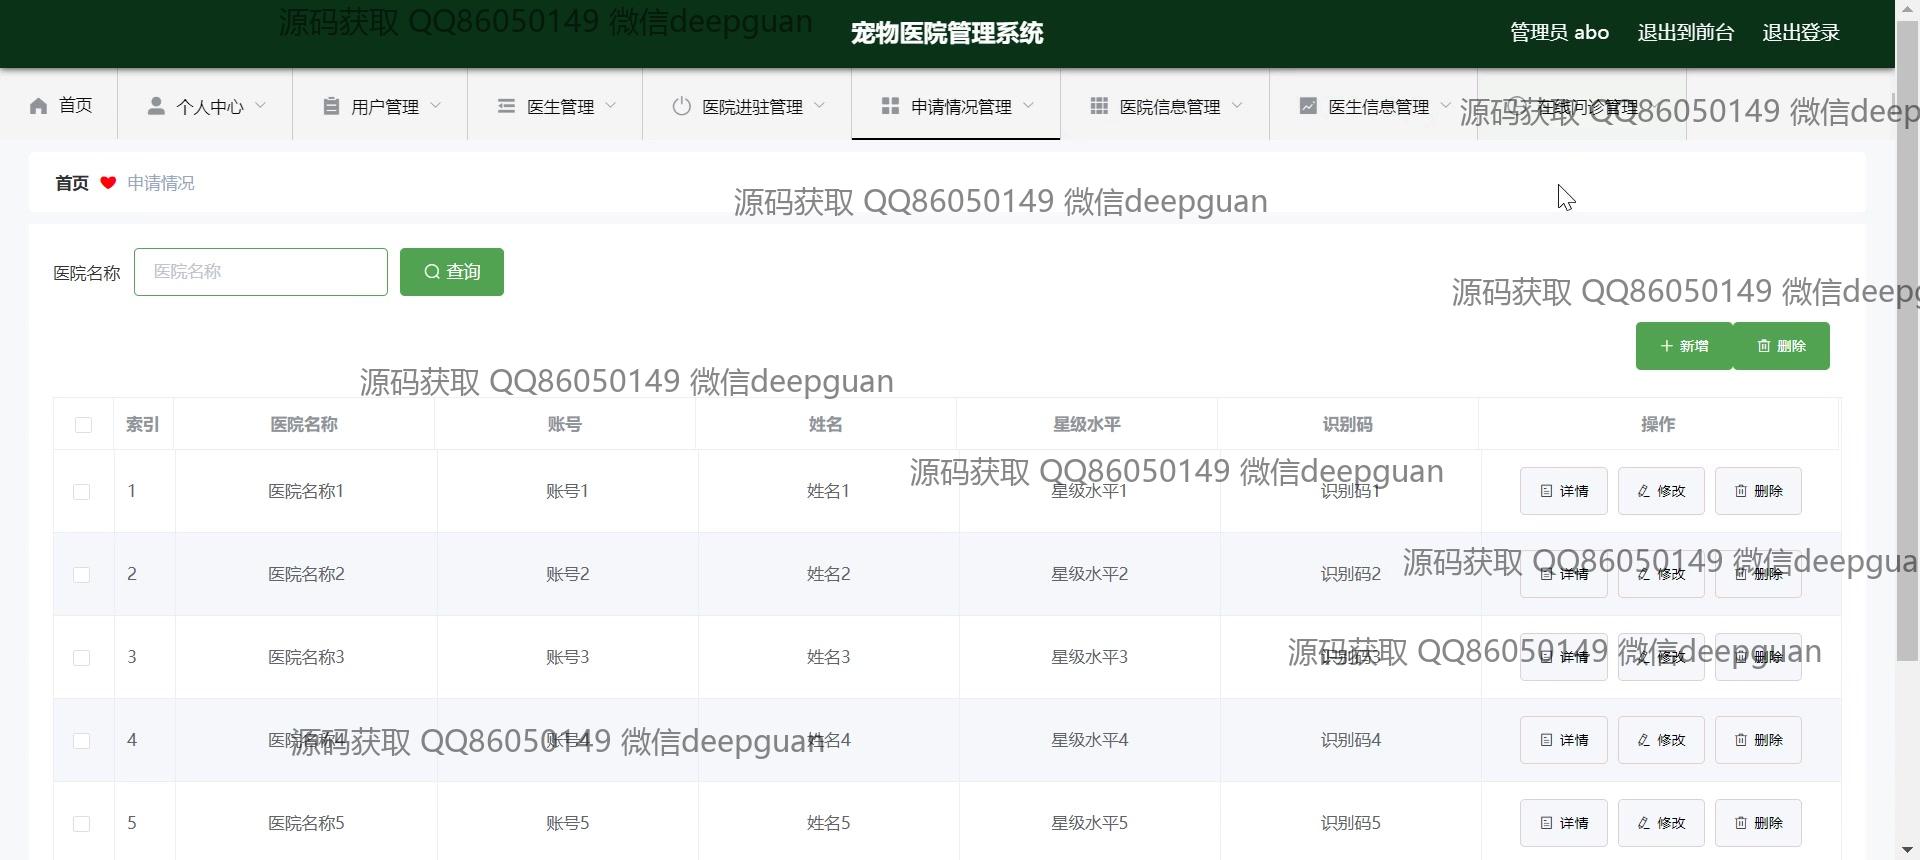 源码获取 QQ86050149 微信deepguan
宠物医院管理系统
管理员 abo 退出到前台 退出登录
首页 个人中心 用户管理 医生管理 医院进驻管理 申请情况管理 医院信息管理 医生信息管理 在线问诊管理
源码获取 QQ86050149 微信deep
首页 申请情况
源码获取 QQ86050149 微信deepguan
医院名称 医院名称 查询
源码获取 QQ86050149 微信deepg
新增 删除
源码获取 QQ86050149 微信deepguan
索引 医院名称 账号 姓名 星级水平 识别码 操作
源码获取 QQ86050149 微信deepguan
1 医院名称1 账号1 姓名1 星级水平1 识别码1 详情 修改 删除
源码获取 QQ86050149 微信deepgua
2 医院名称2 账号2 姓名2 星级水平2 识别码2 详情 修改 删除
源码获取 QQ86050149 微信deepguan
3 医院名称3 账号3 姓名3 星级水平3 识别码3 详情 修改 删除
源码获取 QQ86050149 微信deepguan
4 医院名称4 账号4 姓名4 星级水平4 识别码4 详情 修改 删除
5 医院名称5 账号5 姓名5 星级水平5 识别码5 详情 修改 删除